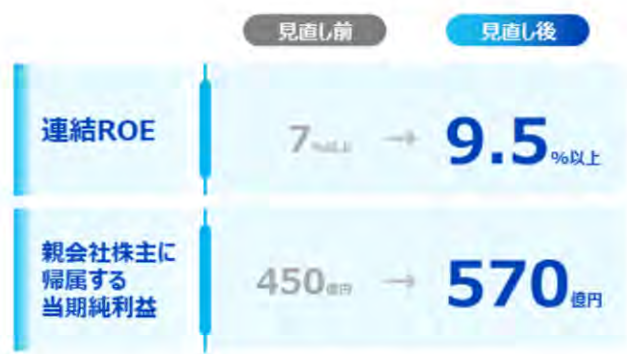 見直し前
見直し後
連結ROE
7%以上 → 9.5%以上
親会社株主に
帰属する
当期純利益
450億円 → 570億円